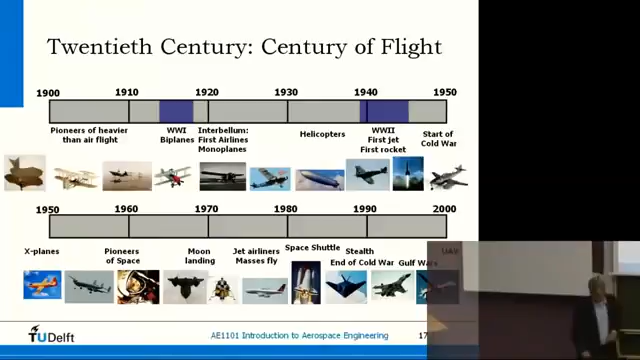 Twentieth Century: Century of Flight
1900 1910 1920 1930 1940 1950
Pioneers of heavier
than air flight
WWI
Biplanes
Interbellum:
First Airlines
Monoplanes
Helicopters
WWII
First jet
First rocket
Start of
Cold War
1950 1960 1970 1980 1990 2000
X-planes
Pioneers
of Space
Moon
landing
Jet airliners
Masses fly
Space Shuttle
Stealth
End of Cold War
Gulf Wars
UAV
TUDelft
AE1101 Introduction to Aerospace Engineering